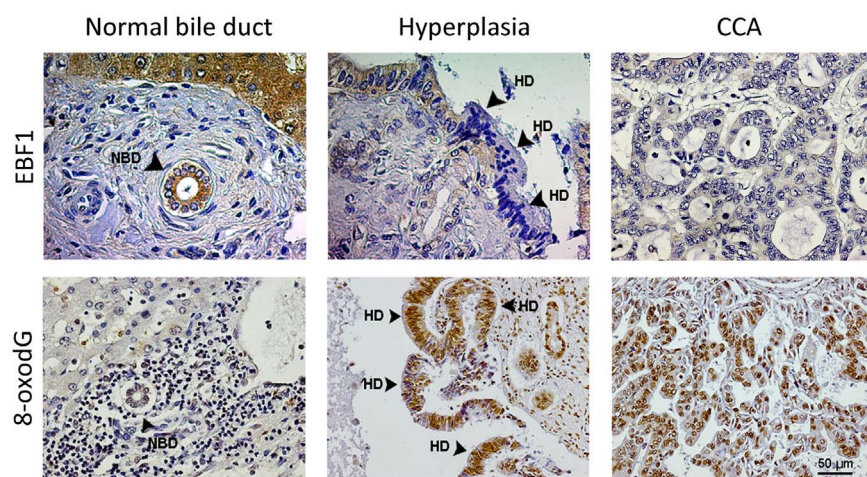 Normal bile duct
Hyperplasia
CCA
EBF1
NBD
HD
HD
HD
8-oxodG
NBD
HD
HD
HD
HD
50 μm